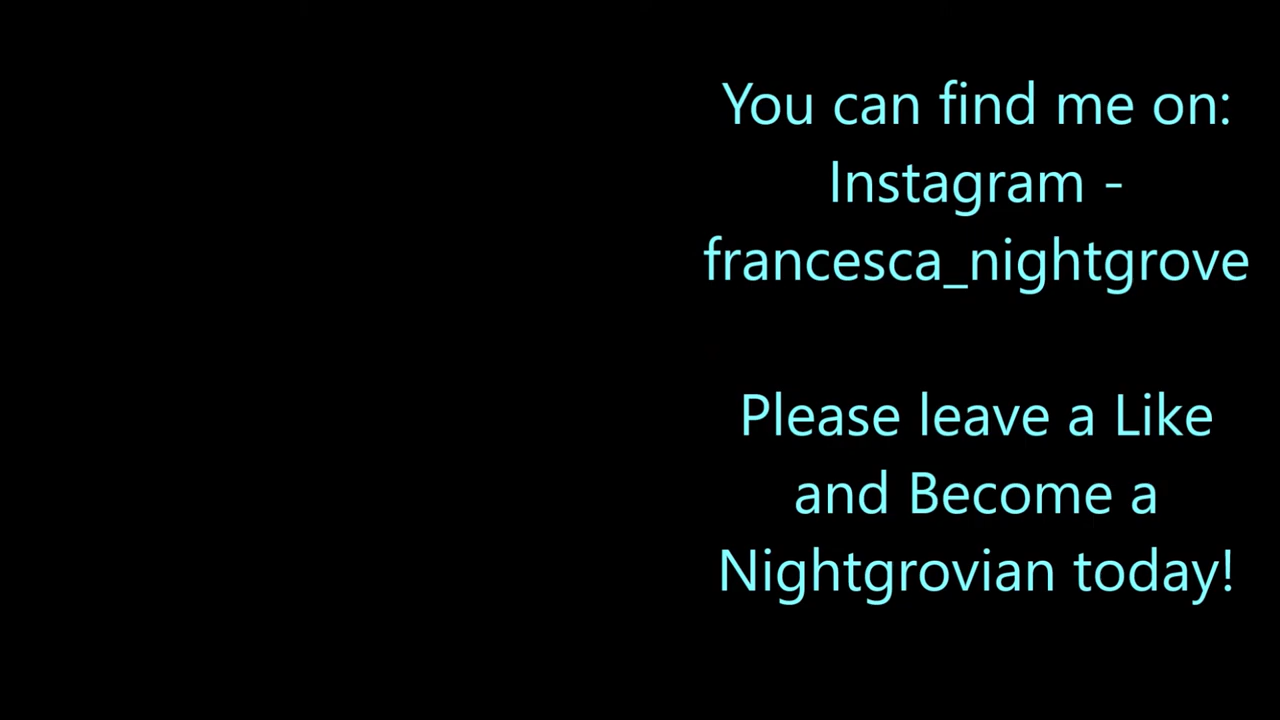 You can find me on:
Instagram -
francesca_nightgrove
Please leave a Like
and Become a
Nightgrovian today!